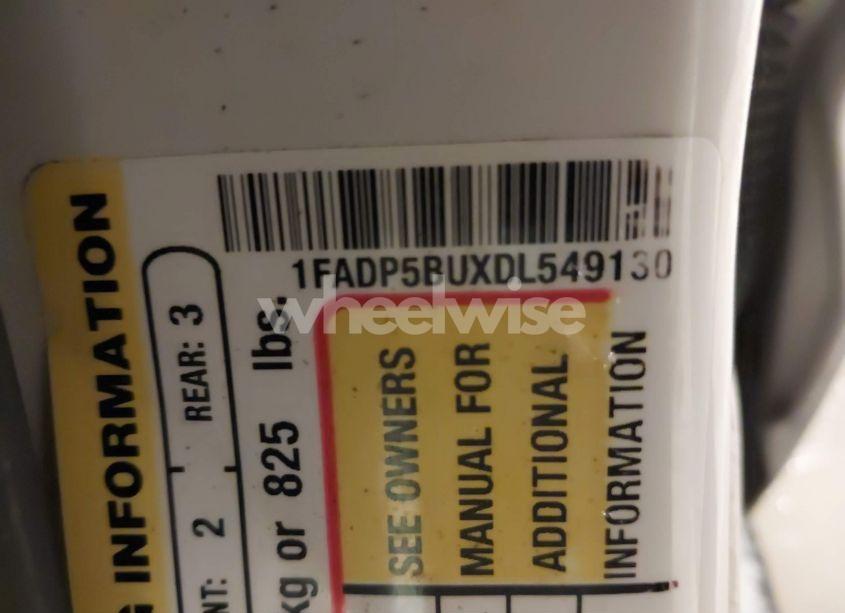 1FADP5BUXDL549130
wheelwise
G INFORMATION
NT: 2 REAR: 3
kg or 825 lbs.
SEE OWNERS
MANUAL FOR
ADDITIONAL
INFORMATION